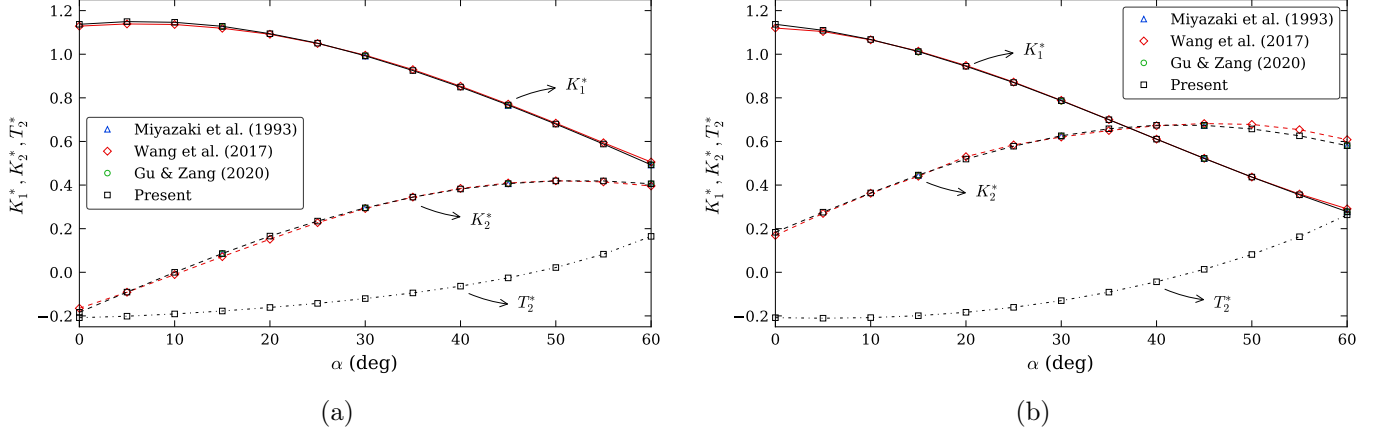 1.2
1.0
0.8
0.6
0.4
0.2
0.0
−0.2
K₁*, K₂*, T₂*
K₁*
Miyazaki et al. (1993)
Wang et al. (2017)
Gu & Zang (2020)
Present
K₂*
T₂*
0 10 20 30 40 50 60
α (deg)
(a)
1.2
1.0
0.8
0.6
0.4
0.2
0.0
−0.2
K₁*, K₂*, T₂*
Miyazaki et al. (1993)
Wang et al. (2017)
Gu & Zang (2020)
Present
K₁*
K₂*
T₂*
0 10 20 30 40 50 60
α (deg)
(b)